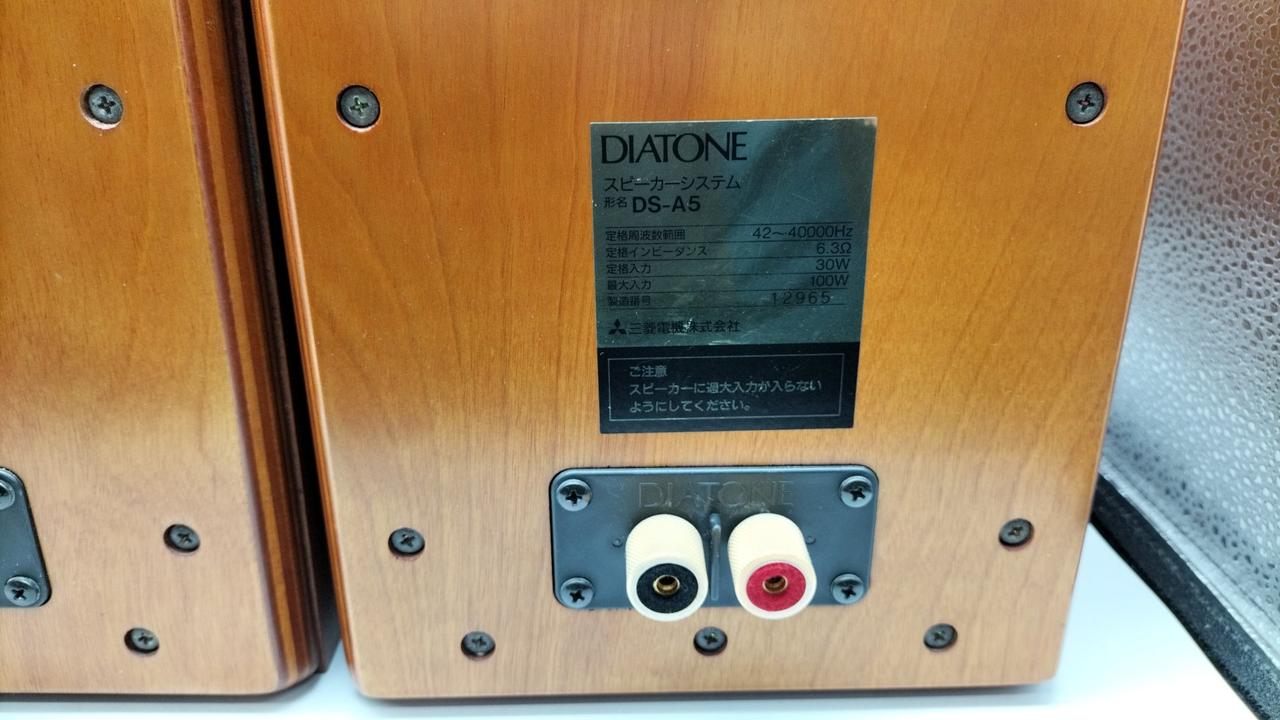 DIATONE
スピーカーシステム
形名 DS-A5
定格周波数範囲 42〜40000Hz
定格インピーダンス 6.3Ω
定格入力 30W
最大入力 100W
製造番号 12965
三菱電機株式会社
ご注意
スピーカーに過大入力が入らない
ようにしてください。
DIATONE